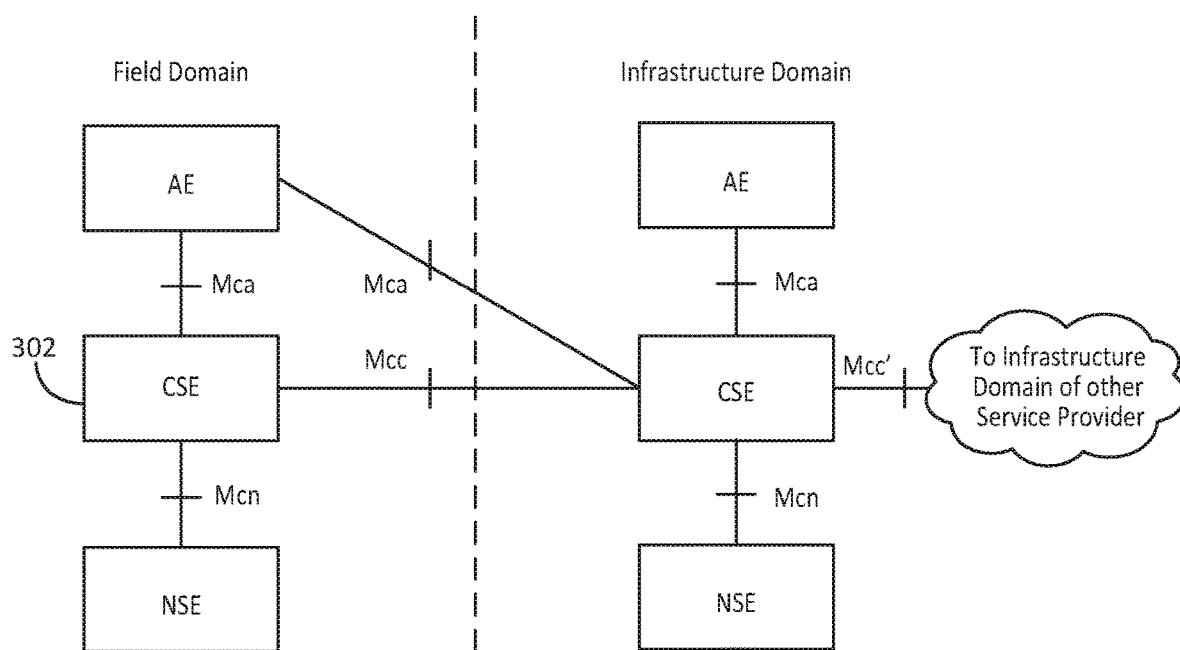 Field Domain
Infrastructure Domain
AE
AE
Mca
Mca
Mca
302
CSE
Mcc
CSE
Mcc’
To Infrastructure
Domain of other
Service Provider
Mcn
Mcn
NSE
NSE